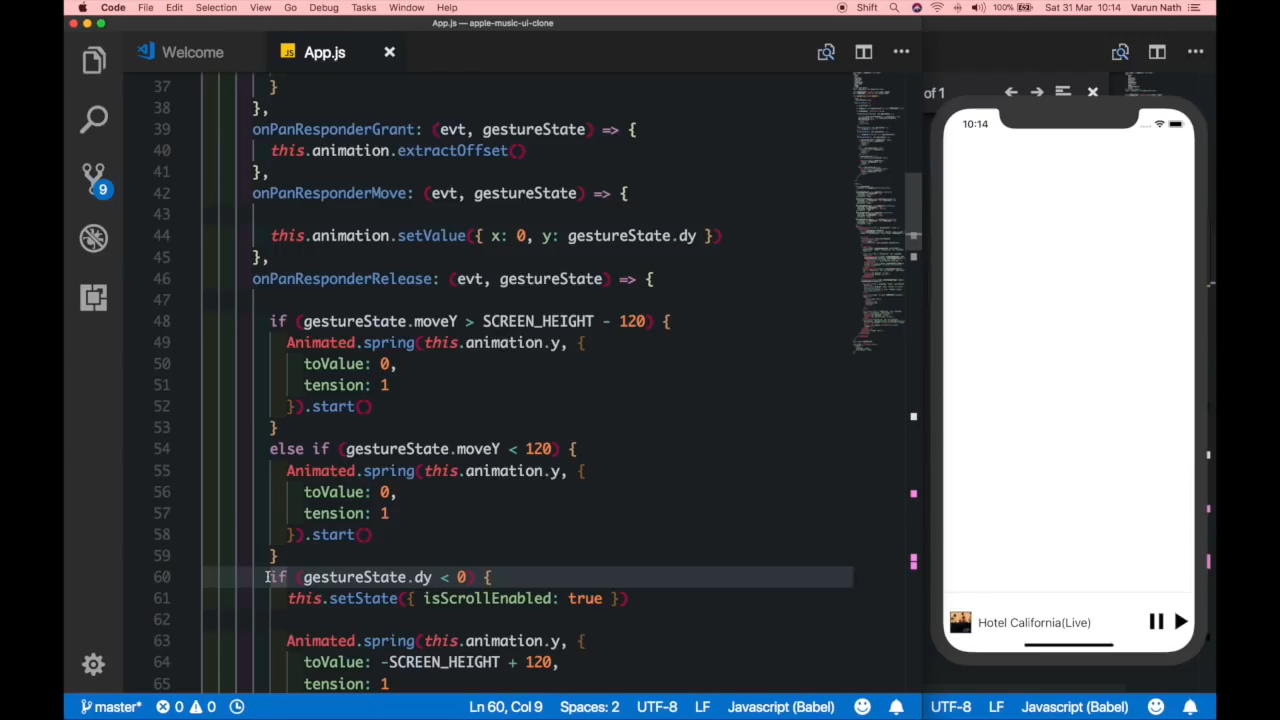 Code File Edit Selection View Go Debug Tasks Window Help Shift 100% Sat 31 Mar 10:14 Varun Nath
App.js — apple-music-ui-clone
Welcome JS App.js
37 }
38 },
39 onPanResponderGrant: (evt, gestureState) => {
40 this.animation.extractOffset()
41 },
42 onPanResponderMove: (evt, gestureState) => {
43
44 this.animation.setValue({ x: 0, y: gestureState.dy })
45 },
46 onPanResponderRelease: (evt, gestureState) => {
47
48 if (gestureState.moveY > SCREEN_HEIGHT - 120) {
49 Animated.spring(this.animation.y, {
50 toValue: 0,
51 tension: 1
52 }).start()
53 }
54 else if (gestureState.moveY < 120) {
55 Animated.spring(this.animation.y, {
56 toValue: 0,
57 tension: 1
58 }).start()
59 }
60 if (gestureState.dy < 0) {
61 this.setState({ isScrollEnabled: true })
62
63 Animated.spring(this.animation.y, {
64 toValue: -SCREEN_HEIGHT + 120,
65 tension: 1
9
of 1
10:14
Hotel California(Live)
master* 0 0 Ln 60, Col 9 Spaces: 2 UTF-8 LF Javascript (Babel) UTF-8 LF Javascript (Babel)